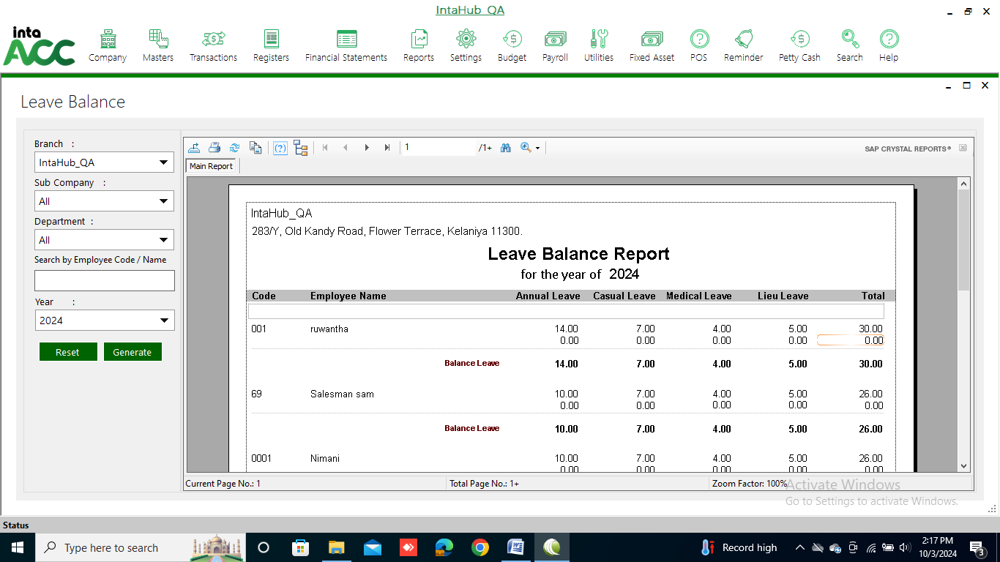 IntaHub_QA
inta
ACC
Company
Masters
Transactions
Registers
Financial Statements
Reports
Settings
Budget
Payroll
Utilities
Fixed Asset
POS
Reminder
Petty Cash
Search
Help
Leave Balance
Branch :
IntaHub_QA
Sub Company :
All
Department :
All
Search by Employee Code / Name
Year :
2024
Reset Generate
1 /1+
SAP CRYSTAL REPORTS®
Main Report
IntaHub_QA
283/Y, Old Kandy Road, Flower Terrace, Kelaniya 11300.
Leave Balance Report
for the year of 2024
Code Employee Name Annual Leave Casual Leave Medical Leave Lieu Leave Total
001 ruwantha 14.00 7.00 4.00 5.00 30.00
0.00 0.00 0.00 0.00 0.00
Balance Leave 14.00 7.00 4.00 5.00 30.00
69 Salesman sam 10.00 7.00 4.00 5.00 26.00
0.00 0.00 0.00 0.00 0.00
Balance Leave 10.00 7.00 4.00 5.00 26.00
0001 Nimani 10.00 7.00 4.00 5.00 26.00
0.00 0.00 0.00 0.00 0.00
Current Page No.: 1 Total Page No.: 1+ Zoom Factor: 100%
Activate Windows
Go to Settings to activate Windows.
Status
Type here to search
Record high
2:17 PM
10/3/2024
3